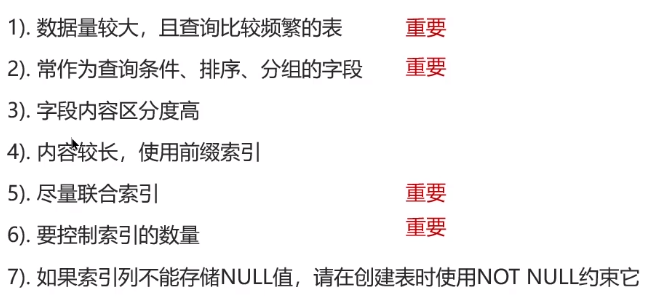 1). 数据量较大，且查询比较频繁的表 重要
2). 常作为查询条件、排序、分组的字段 重要
3). 字段内容区分度高
4). 内容较长，使用前缀索引
5). 尽量联合索引 重要
6). 要控制索引的数量 重要
7). 如果索引列不能存储NULL值，请在创建表时使用NOT NULL约束它